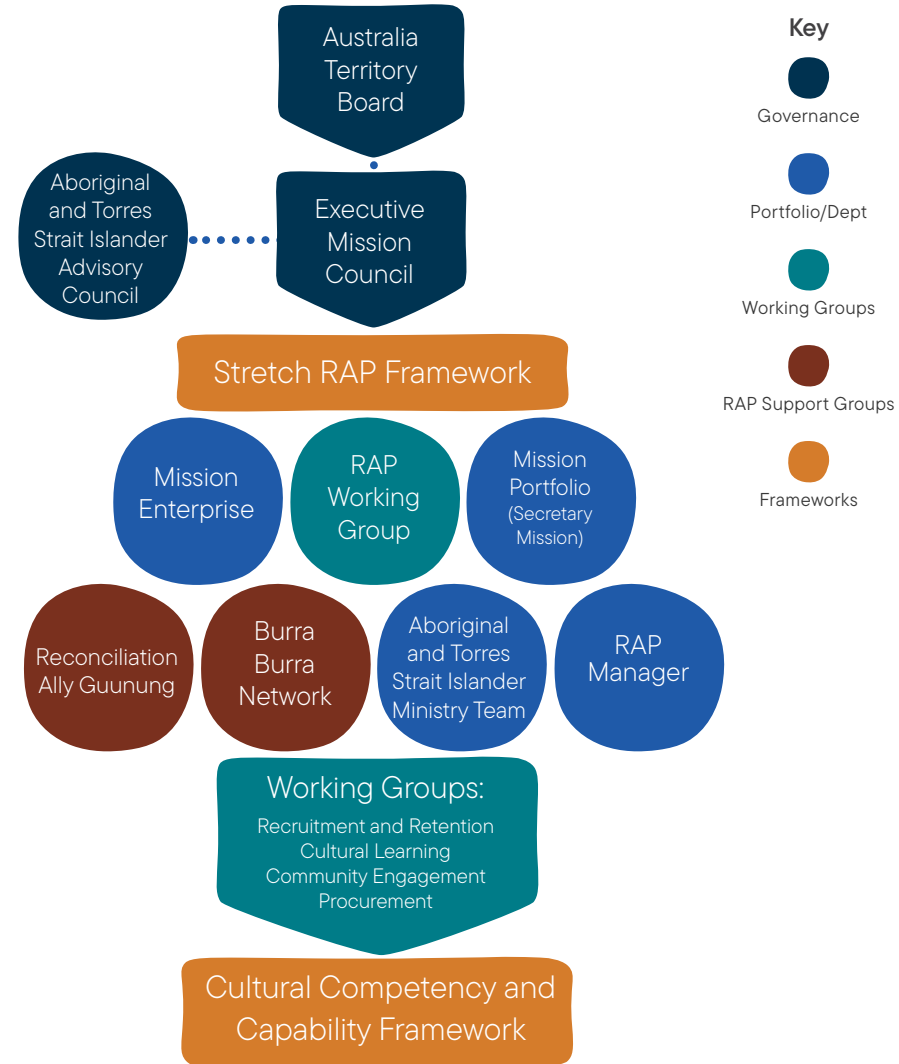 Australia
Territory
Board
Aboriginal
and Torres
Strait Islander
Advisory
Council
Executive
Mission
Council
Stretch RAP Framework
Mission
Enterprise
RAP
Working
Group
Mission
Portfolio
(Secretary
Mission)
Reconciliation
Ally Guunung
Burra
Burra
Network
Aboriginal
and Torres
Strait Islander
Ministry Team
RAP
Manager
Working Groups:
Recruitment and Retention
Cultural Learning
Community Engagement
Procurement
Cultural Competency and
Capability Framework
Key
Governance
Portfolio/Dept
Working Groups
RAP Support Groups
Frameworks